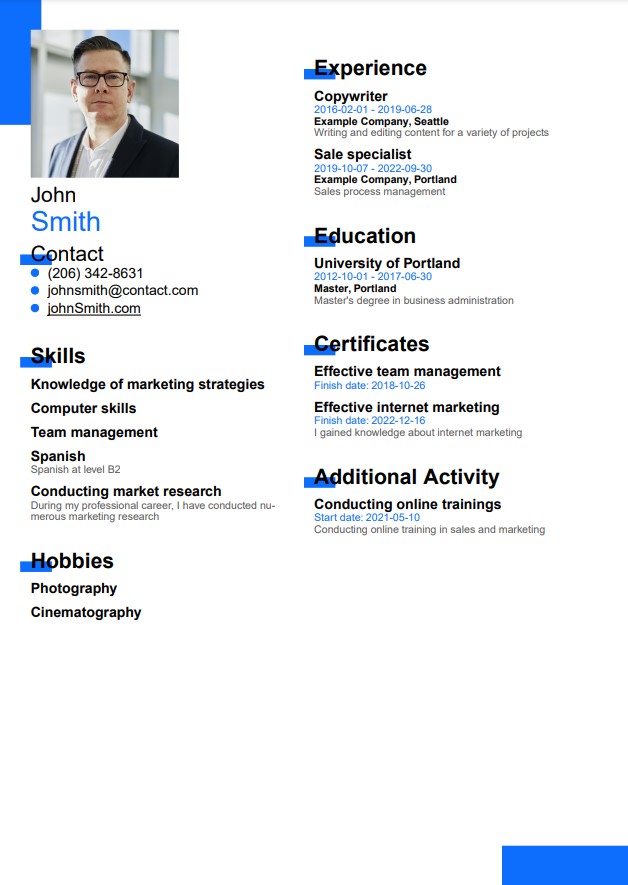 John
Smith
Contact
(206) 342-8631
johnsmith@contact.com
johnSmith.com
Skills
Knowledge of marketing strategies
Computer skills
Team management
Spanish
Spanish at level B2
Conducting market research
During my professional career, I have conducted nu-
merous marketing research
Hobbies
Photography
Cinematography
Experience
Copywriter
2016-02-01 - 2019-06-28
Example Company, Seattle
Writing and editing content for a variety of projects
Sale specialist
2019-10-07 - 2022-09-30
Example Company, Portland
Sales process management
Education
University of Portland
2012-10-01 - 2017-06-30
Master, Portland
Master's degree in business administration
Certificates
Effective team management
Finish date: 2018-10-26
Effective internet marketing
Finish date: 2022-12-16
I gained knowledge about internet marketing
Additional Activity
Conducting online trainings
Start date: 2021-05-10
Conducting online training in sales and marketing